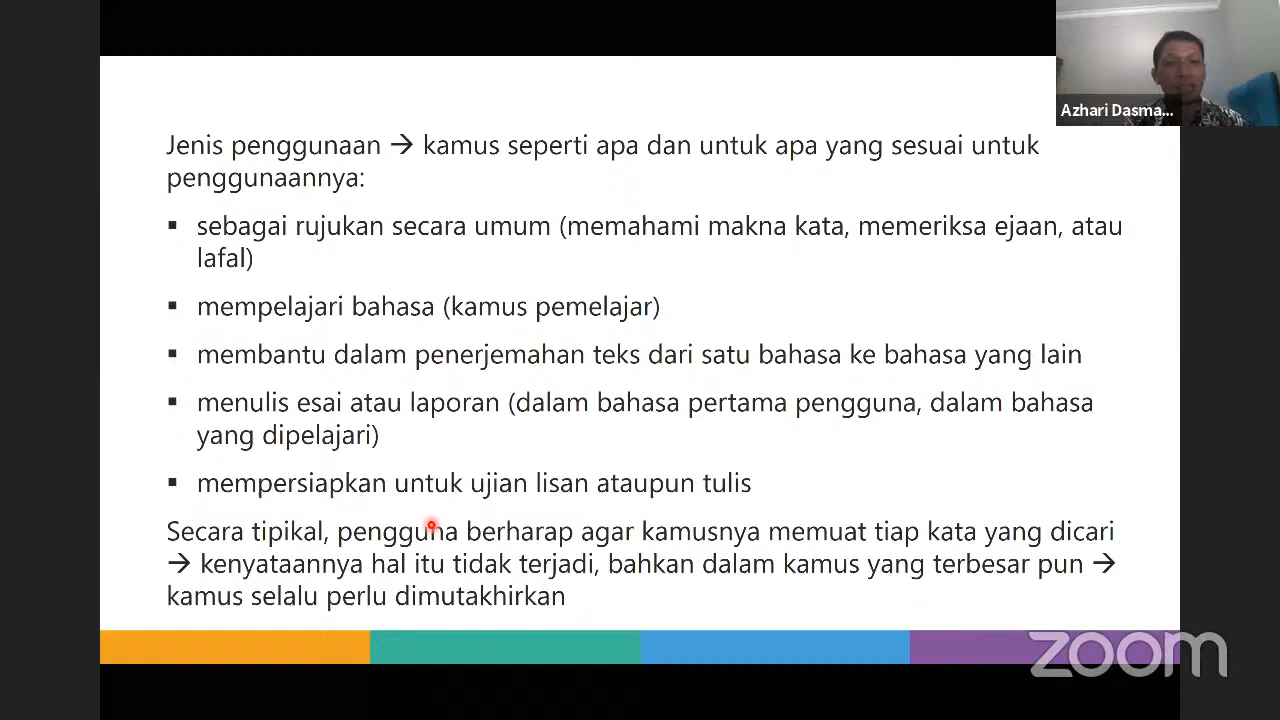 Azhari Dasma...
Jenis penggunaan → kamus seperti apa dan untuk apa yang sesuai untuk
penggunaannya:
▪ sebagai rujukan secara umum (memahami makna kata, memeriksa ejaan, atau
lafal)
▪ mempelajari bahasa (kamus pemelajar)
▪ membantu dalam penerjemahan teks dari satu bahasa ke bahasa yang lain
▪ menulis esai atau laporan (dalam bahasa pertama pengguna, dalam bahasa
yang dipelajari)
▪ mempersiapkan untuk ujian lisan ataupun tulis
Secara tipikal, pengguna berharap agar kamusnya memuat tiap kata yang dicari
→ kenyataannya hal itu tidak terjadi, bahkan dalam kamus yang terbesar pun →
kamus selalu perlu dimutakhirkan
zoom